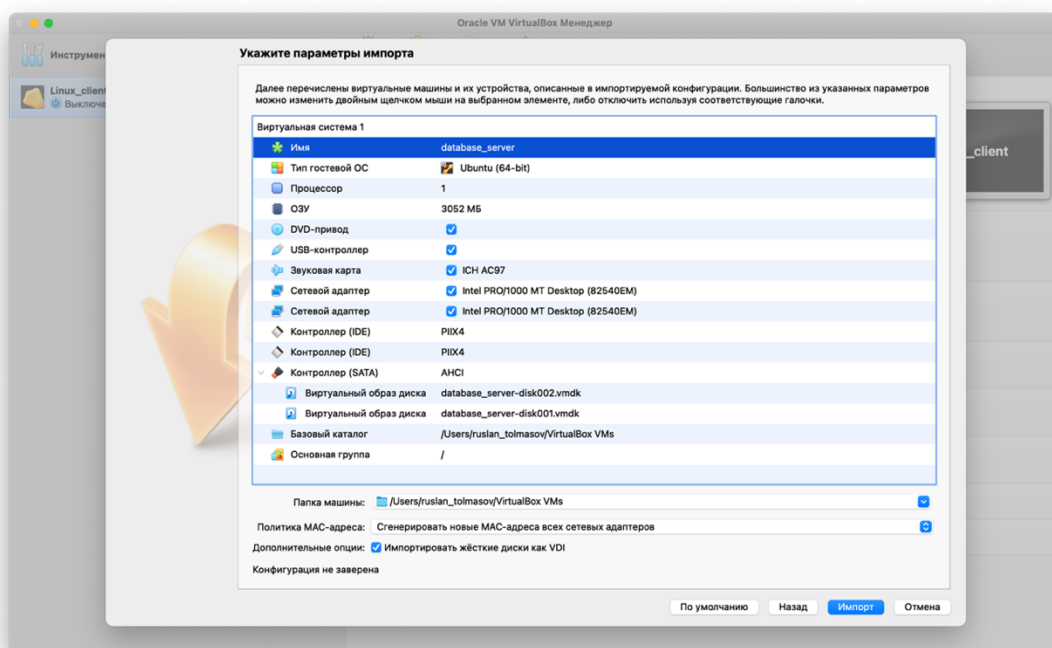 Oracle VM VirtualBox Менеджер
Инструмен
Linux_client
Выключе
_client
Укажите параметры импорта
Далее перечислены виртуальные машины и их устройства, описанные в импортируемой конфигурации. Большинство из указанных параметров
можно изменить двойным щелчком мыши на выбранном элементе, либо отключить используя соответствующие галочки.
Виртуальная система 1
Имя database_server
Тип гостевой ОС Ubuntu (64-bit)
Процессор 1
ОЗУ 3052 МБ
DVD-привод
USB-контроллер
Звуковая карта ICH AC97
Сетевой адаптер Intel PRO/1000 MT Desktop (82540EM)
Сетевой адаптер Intel PRO/1000 MT Desktop (82540EM)
Контроллер (IDE) PIIX4
Контроллер (IDE) PIIX4
Контроллер (SATA) AHCI
Виртуальный образ диска database_server-disk002.vmdk
Виртуальный образ диска database_server-disk001.vmdk
Базовый каталог /Users/ruslan_tolmasov/VirtualBox VMs
Основная группа /
Папка машины: /Users/ruslan_tolmasov/VirtualBox VMs
Политика MAC-адреса: Сгенерировать новые MAC-адреса всех сетевых адаптеров
Дополнительные опции: Импортировать жёсткие диски как VDI
Конфигурация не заверена
По умолчанию Назад Импорт Отмена